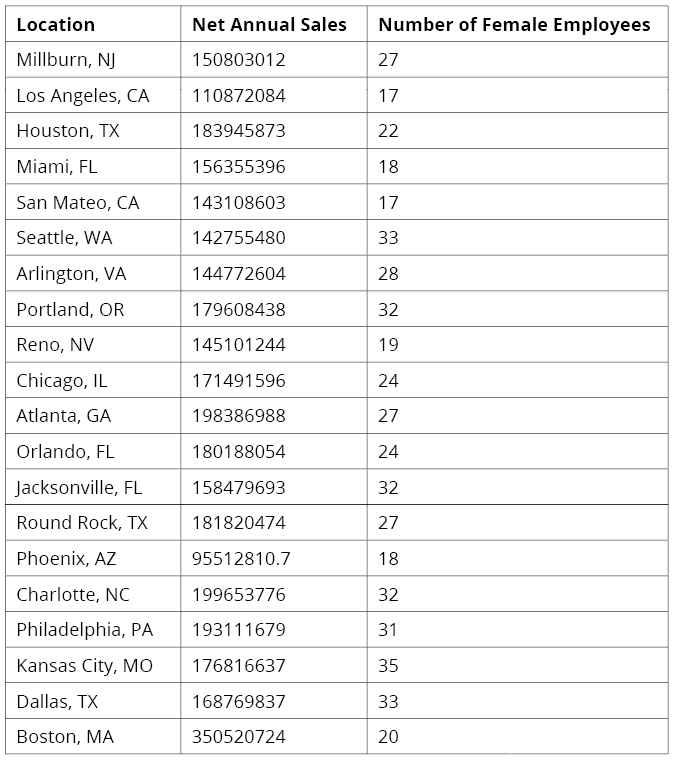 Location Net Annual Sales Number of Female Employees
Millburn, NJ 150803012 27
Los Angeles, CA 110872084 17
Houston, TX 183945873 22
Miami, FL 156355396 18
San Mateo, CA 143108603 17
Seattle, WA 142755480 33
Arlington, VA 144772604 28
Portland, OR 179608438 32
Reno, NV 145101244 19
Chicago, IL 171491596 24
Atlanta, GA 198386988 27
Orlando, FL 180188054 24
Jacksonville, FL 158479693 32
Round Rock, TX 181820474 27
Phoenix, AZ 95512810.7 18
Charlotte, NC 199653776 32
Philadelphia, PA 193111679 31
Kansas City, MO 176816637 35
Dallas, TX 168769837 33
Boston, MA 350520724 20